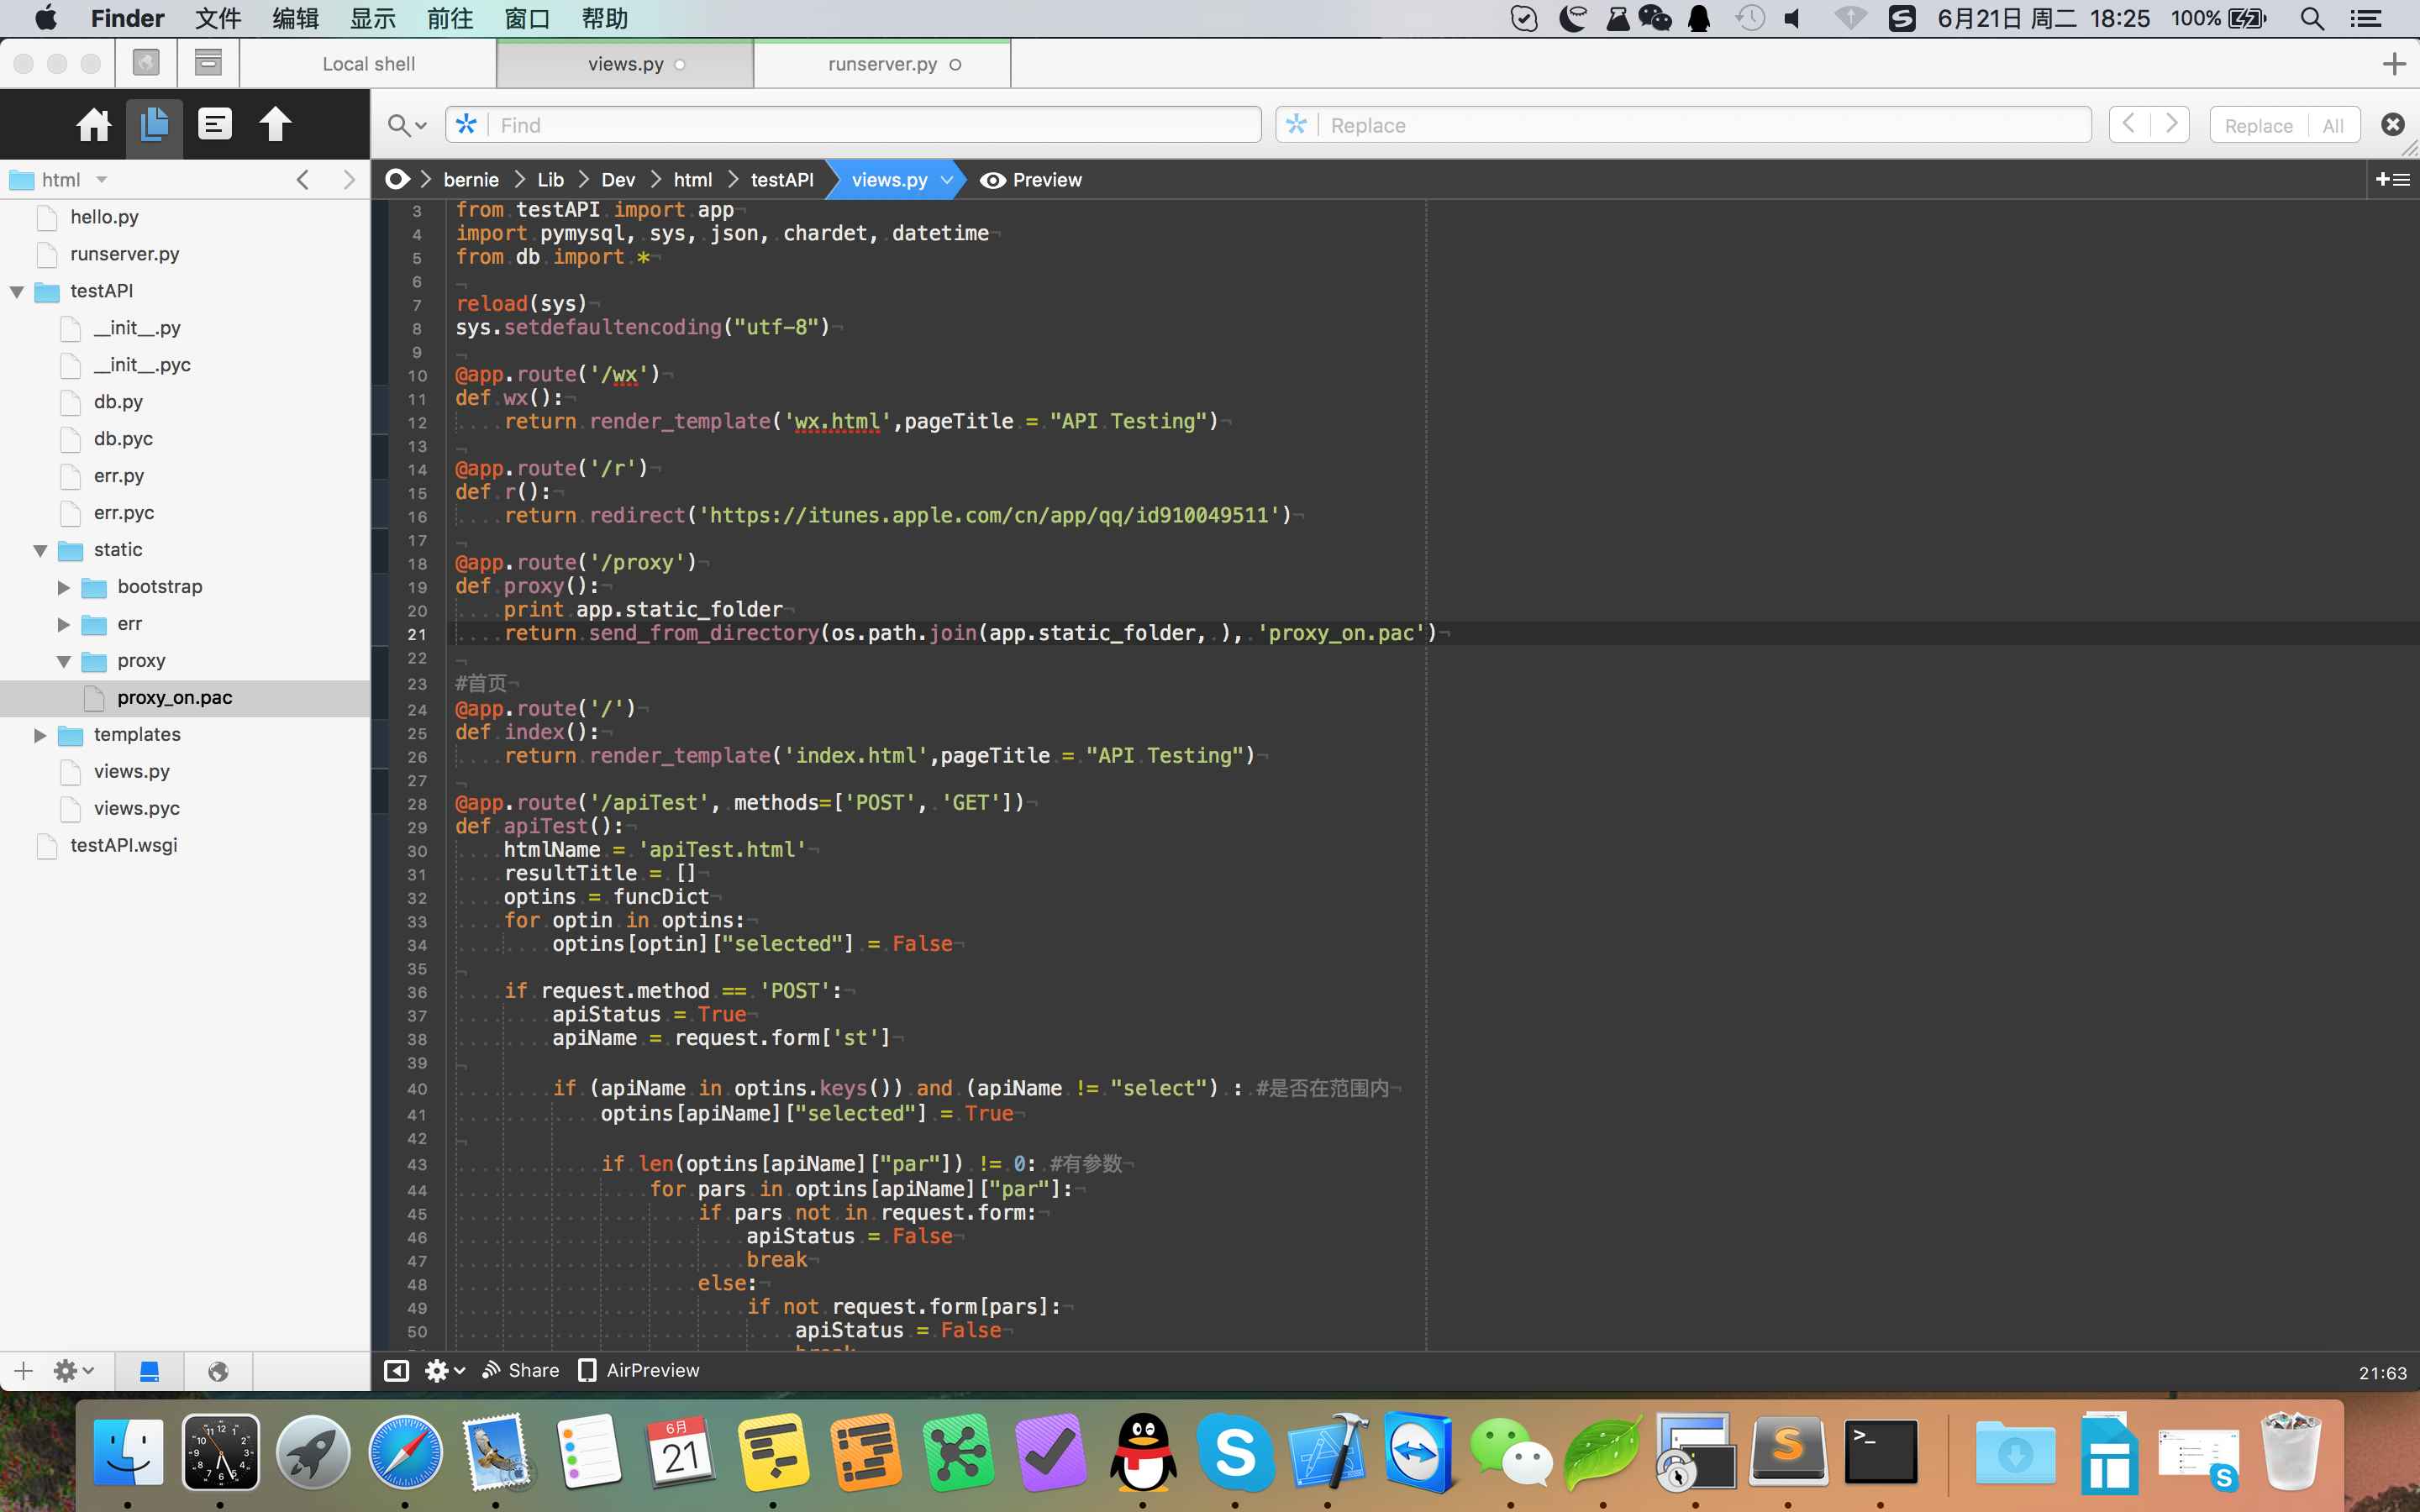 Finder 文件 编辑 显示 前往 窗口 帮助 6月21日 周二 18:25 100%
Local shell views.py runserver.py
Find Replace Replace All
html bernie Lib Dev html testAPI views.py Preview
hello.py
runserver.py
testAPI
__init__.py
__init__.pyc
db.py
db.pyc
err.py
err.pyc
static
bootstrap
err
proxy
proxy_on.pac
templates
views.py
views.pyc
testAPI.wsgi
3 from testAPI import app
4 import pymysql, sys, json, chardet, datetime
5 from db import *
6
7 reload(sys)
8 sys.setdefaultencoding("utf-8")
9
10 @app.route('/wx')
11 def wx():
12 return render_template('wx.html',pageTitle = "API Testing")
13
14 @app.route('/r')
15 def r():
16 return redirect('https://itunes.apple.com/cn/app/qq/id910049511')
17
18 @app.route('/proxy')
19 def proxy():
20 print app.static_folder
21 return send_from_directory(os.path.join(app.static_folder, ), 'proxy_on.pac')
22
23 #首页
24 @app.route('/')
25 def index():
26 return render_template('index.html',pageTitle = "API Testing")
27
28 @app.route('/apiTest', methods=['POST', 'GET'])
29 def apiTest():
30 htmlName = 'apiTest.html'
31 resultTitle = []
32 optins = funcDict
33 for optin in optins:
34 optins[optin]["selected"] = False
35
36 if request.method == 'POST':
37 apiStatus = True
38 apiName = request.form['st']
39
40 if (apiName in optins.keys()) and (apiName != "select") : #是否在范围内
41 optins[apiName]["selected"] = True
42
43 if len(optins[apiName]["par"]) != 0: #有参数
44 for pars in optins[apiName]["par"]:
45 if pars not in request.form:
46 apiStatus = False
47 break
48 else:
49 if not request.form[pars]:
50 apiStatus = False
Share AirPreview 21:63
6月
21